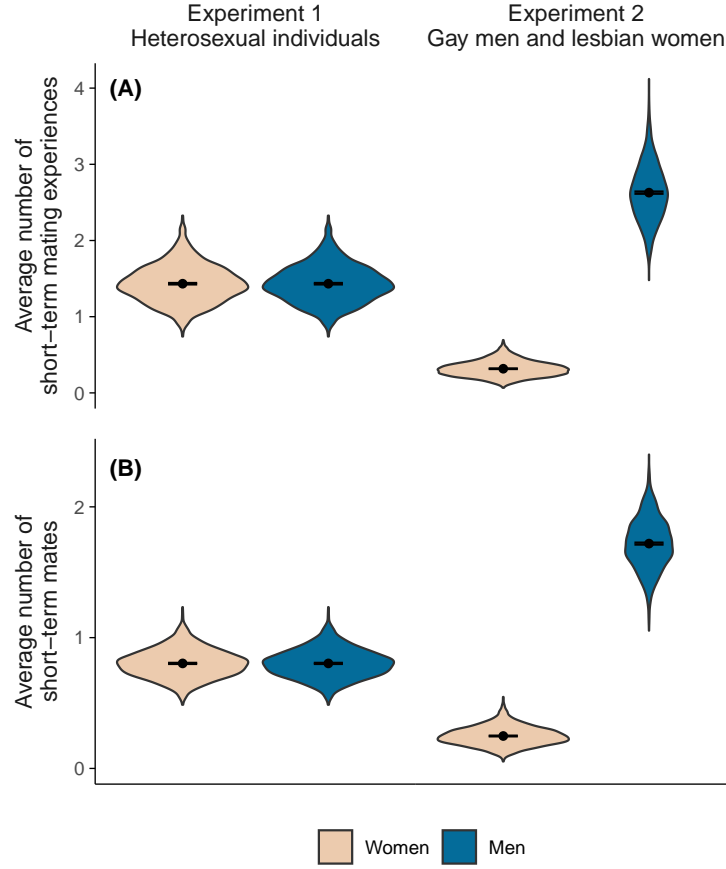 Experiment 1
Heterosexual individuals
Experiment 2
Gay men and lesbian women
(A)
Average number of
short−term mating experiences
4
3
2
1
0
(B)
Average number of
short−term mates
2
1
0
Women
Men